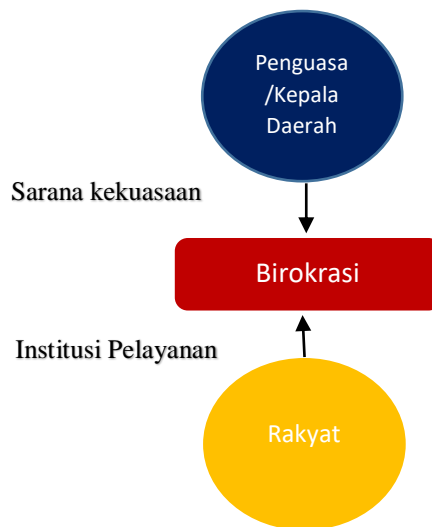 Penguasa
/Kepala
Daerah
Sarana kekuasaan
Birokrasi
Institusi Pelayanan
Rakyat